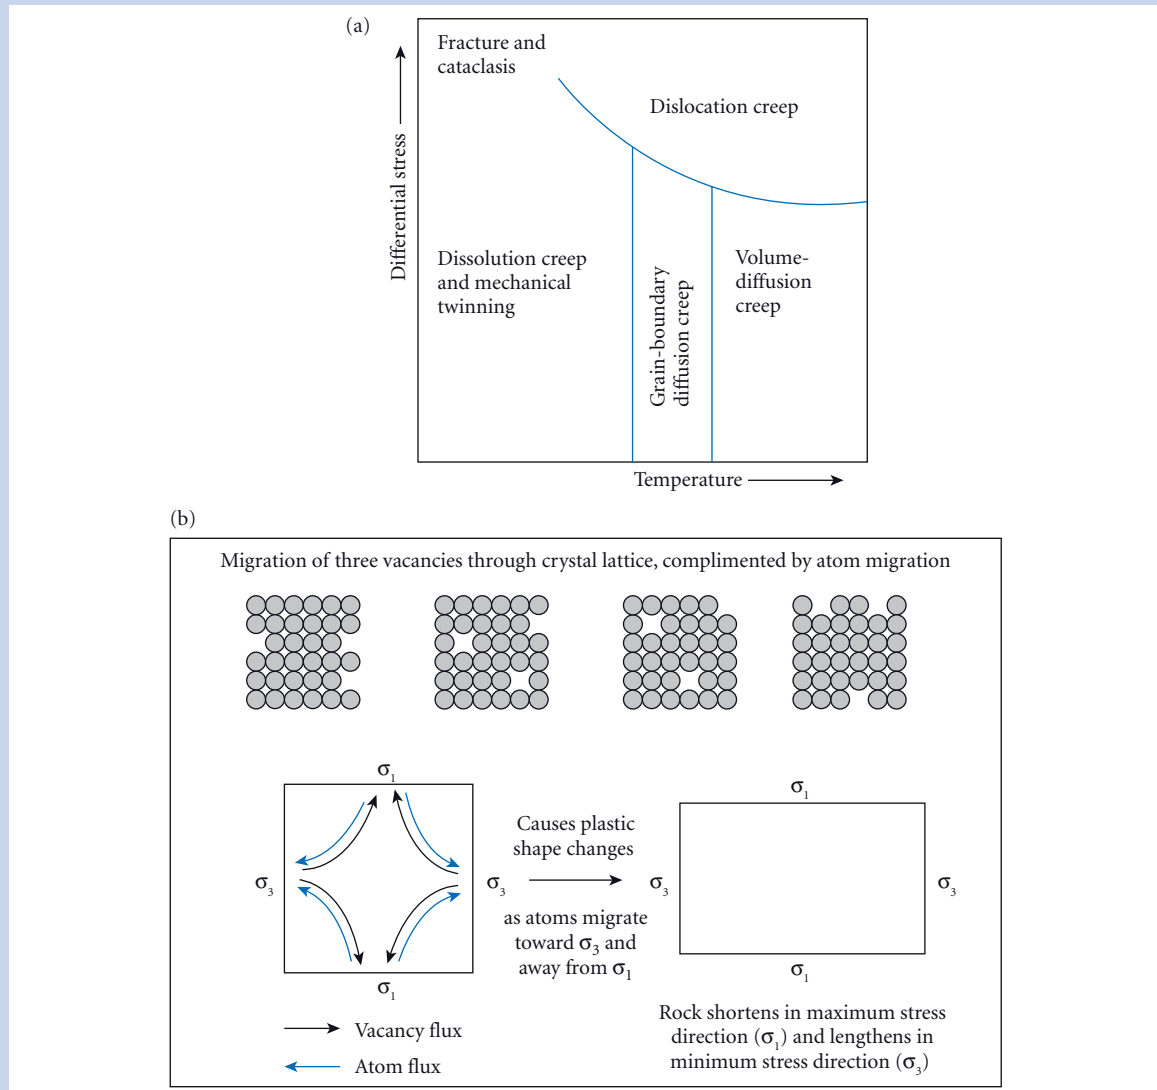 (a)
Fracture and
cataclasis
Dislocation creep
Differential stress
Dissolution creep
and mechanical
twinning
Grain-boundary
diffusion creep
Volume-
diffusion
creep
Temperature
(b)
Migration of three vacancies through crystal lattice, complimented by atom migration
σ1
σ3
σ3
σ1
Causes plastic
shape changes
as atoms migrate
toward σ3 and
away from σ1
σ1
σ3
σ3
σ1
Vacancy flux
Atom flux
Rock shortens in maximum stress
direction (σ1) and lengthens in
minimum stress direction (σ3)